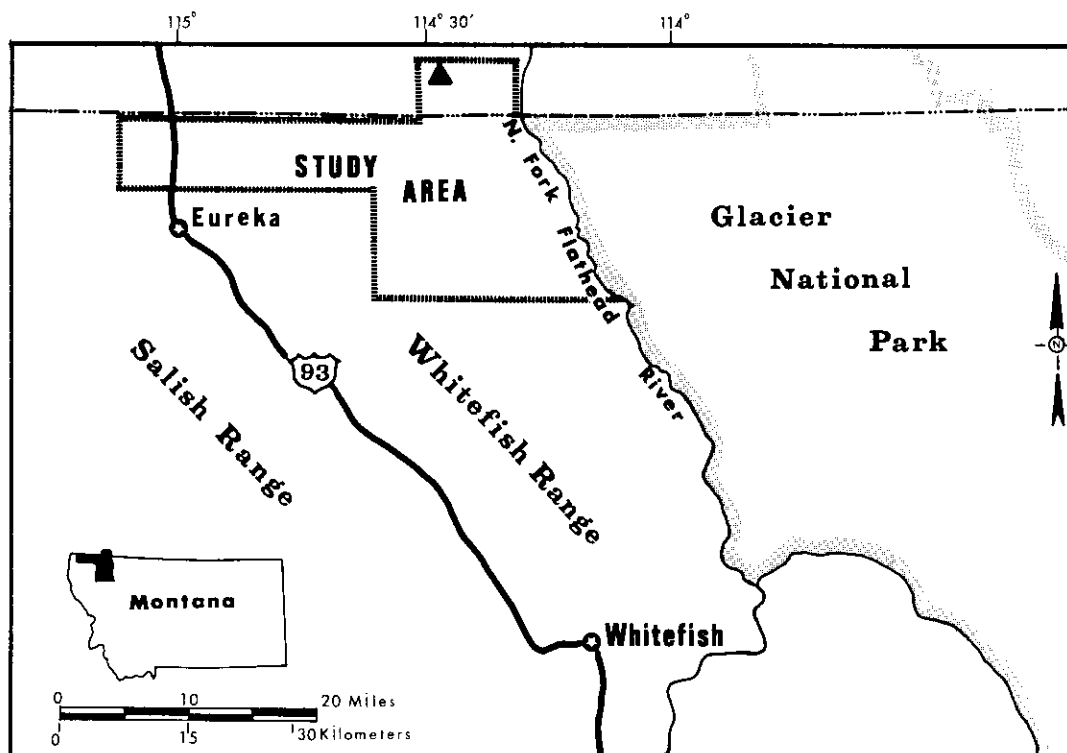 115°
114° 30'
114°
STUDY
AREA
N. Fork Flathead River
Eureka
Glacier
National
Park
N
93
Salish Range
Whitefish Range
Montana
Whitefish
0 10 20 Miles
0 15 30 Kilometers